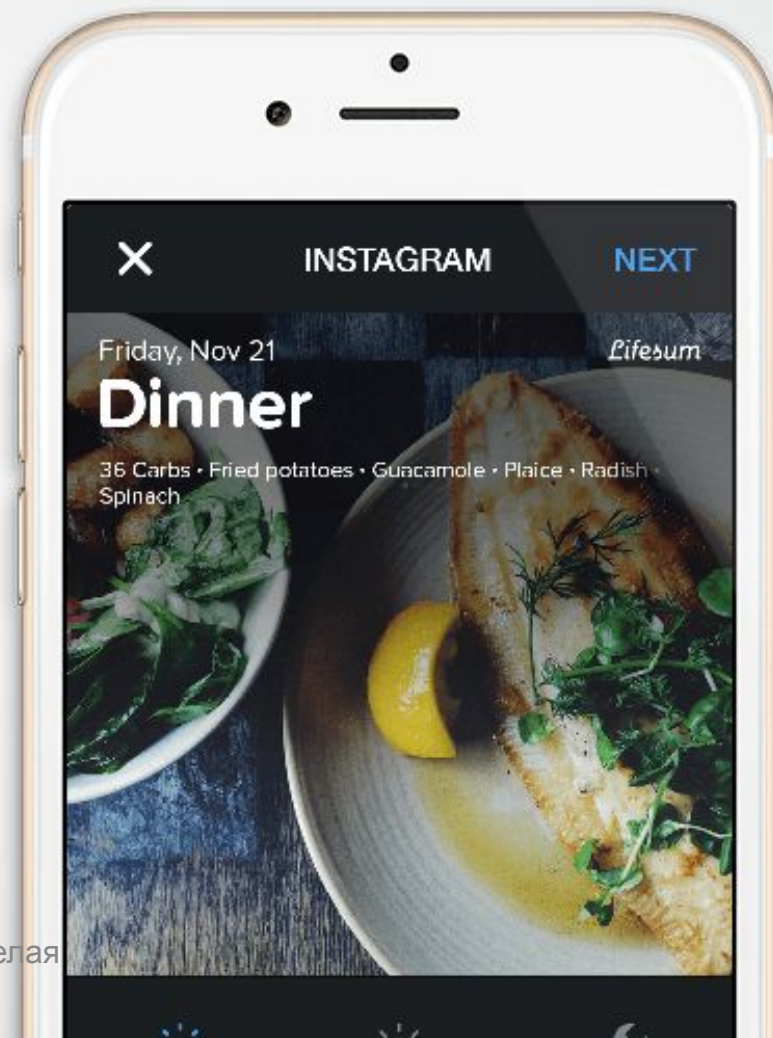 INSTAGRAM
NEXT
Friday, Nov 21
Lifesum
Dinner
36 Carbs • Fried potatoes • Guacamole • Plaice • Radish •
Spinach
елая